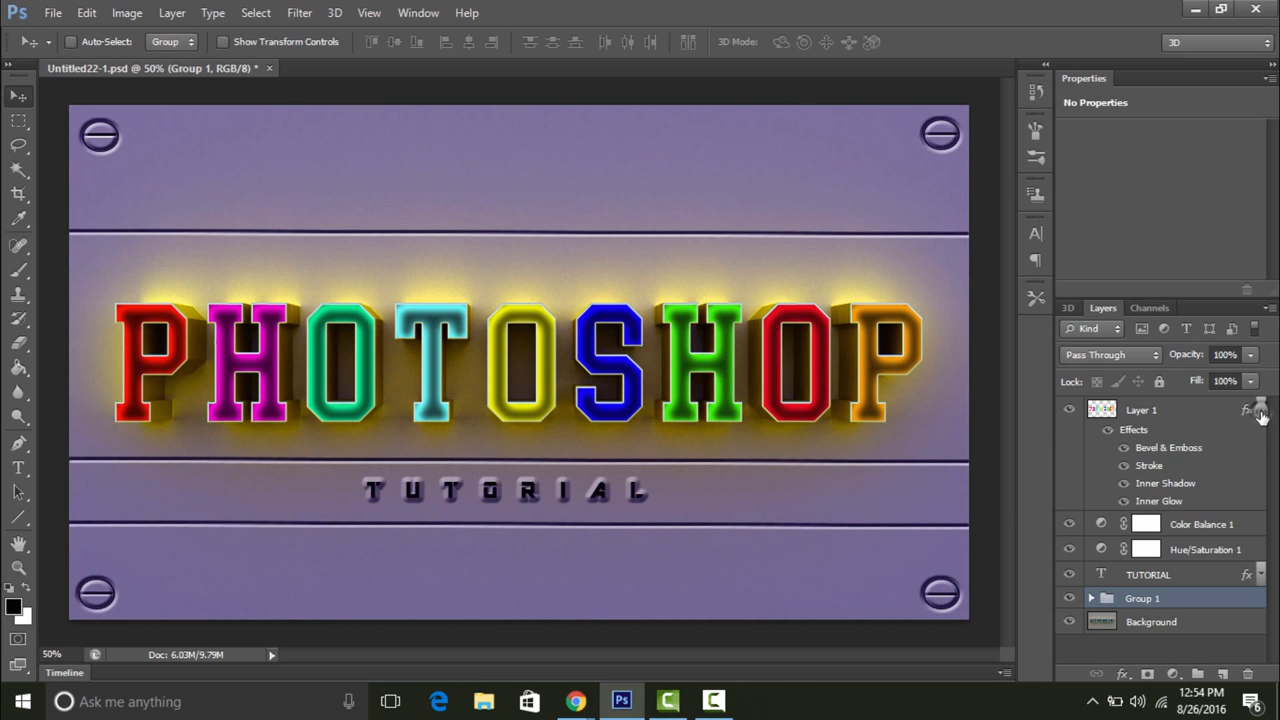 Ps File Edit Image Layer Type Select Filter 3D View Window Help
Auto-Select: Group Show Transform Controls 3D Mode: 3D
Untitled22-1.psd @ 50% (Group 1, RGB/8) * ×
Properties
No Properties
PHOTOSHOP
TUTORIAL
3D Layers Channels
Kind
Pass Through Opacity: 100%
Lock: Fill: 100%
Layer 1 fx
Effects
Bevel & Emboss
Stroke
Inner Shadow
Inner Glow
Color Balance 1
Hue/Saturation 1
T TUTORIAL fx
Group 1
Background
50% Doc: 6.03M/9.79M
Timeline
Ask me anything
12:54 PM
8/26/2016
6